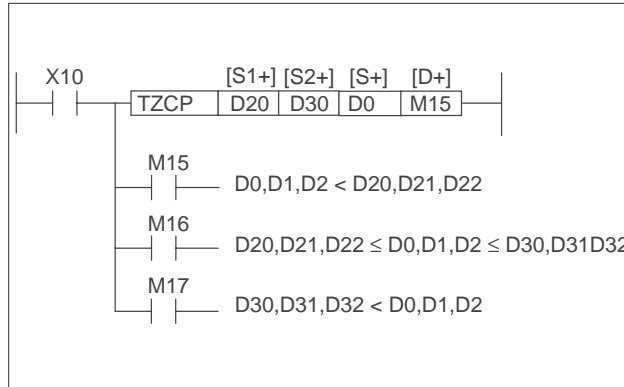 X10
[S1+] [S2+] [S+] [D+]
TZCP D20 D30 D0 M15
M15
D0,D1,D2 < D20,D21,D22
M16
D20,D21,D22 ≤ D0,D1,D2 ≤ D30,D31D32
M17
D30,D31,D32 < D0,D1,D2